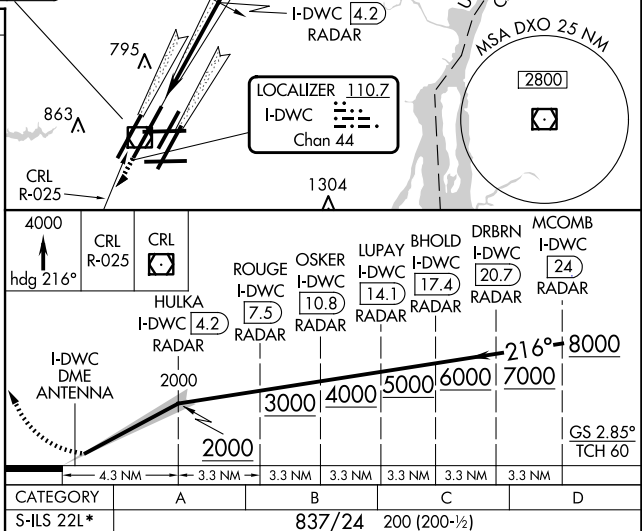 I-DWC 4.2
RADAR
795
863
LOCALIZER 110.7
I-DWC
Chan 44
CRL
R-025
1304
MSA DXO 25 NM
2800
4000
hdg 216°
CRL
R-025
CRL
HULKA
I-DWC 4.2
RADAR
ROUGE
I-DWC
7.5
RADAR
OSKER
I-DWC
10.8
RADAR
LUPAY
I-DWC
14.1
RADAR
BHOLD
I-DWC
17.4
RADAR
DRBRN
I-DWC
20.7
RADAR
MCOMB
I-DWC
24
RADAR
I-DWC
DME
ANTENNA
2000
2000
3000
4000
5000
6000
7000
216°
8000
GS 2.85°
TCH 60
4.3 NM 3.3 NM 3.3 NM 3.3 NM 3.3 NM 3.3 NM
CATEGORY A B C D
S-ILS 22L* 837/24 200 (200-½)